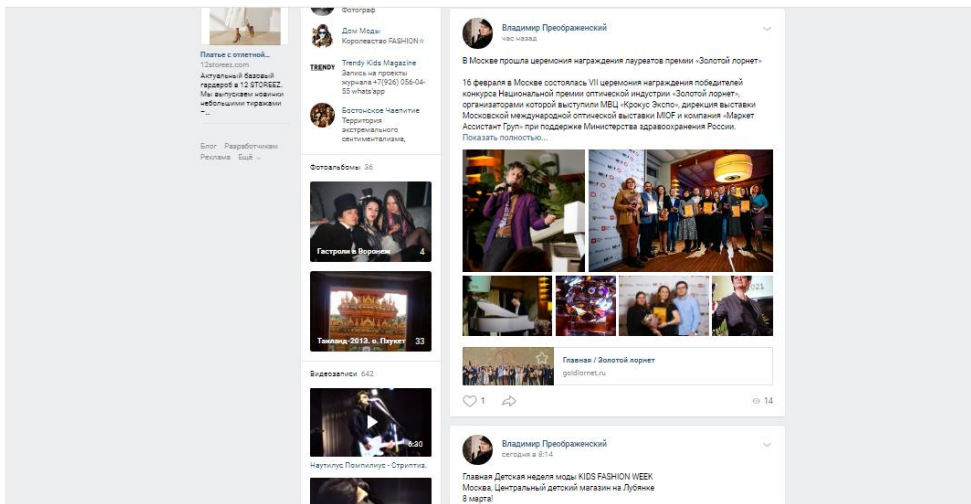 Платье с отлетной...
12storeez.com
Актуальный базовый
гардероб в 12 STOREEZ.
Мы выпускаем новинки
небольшими тиражами
–...
Блог Разработчикам
Реклама Ещё
Фотограф
Дом Моды
Королевство FASHION
TRENDY
Trendy Kids Magazine
Запись на проекты
журнала +7(926) 056-04-
55 whats'app
Бостонское Чаепитие
Территория
экстремального
сентиментализма,
Фотоальбомы 36
Гастроли в Воронеж 4
Таиланд-2013. о. Пхукет 33
Видеозаписи 642
6:30
Наутилус Помпилиус - Стриптиз.
Владимир Преображенский
час назад
В Москве прошла церемония награждения лауреатов премии «Золотой лорнет»
16 февраля в Москве состоялась VII церемония награждения победителей
конкурса Национальной премии оптической индустрии «Золотой лорнет»,
организаторами которой выступили МВЦ «Крокус Экспо», дирекция выставки
Московской международной оптической выставки MIOF и компания «Маркет
Ассистант Груп» при поддержке Министерства здравоохранения России.
Показать полностью...
Главная / Золотой лорнет
goldlornet.ru
1
14
Владимир Преображенский
сегодня в 8:14
Главная Детская неделя моды KIDS FASHION WEEK
Москва, Центральный детский магазин на Лубянке
8 марта!